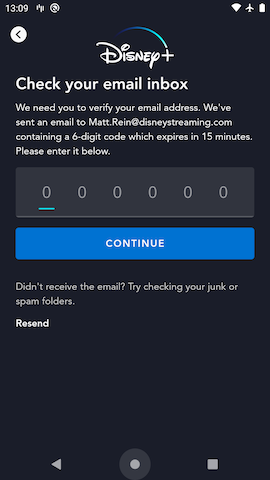 13:09
Disney+
Check your email inbox
We need you to verify your email address. We've
sent an email to Matt.Rein@disneystreaming.com
containing a 6-digit code which expires in 15 minutes.
Please enter it below.
0 0 0 0 0 0
CONTINUE
Didn't receive the email? Try checking your junk or
spam folders.
Resend